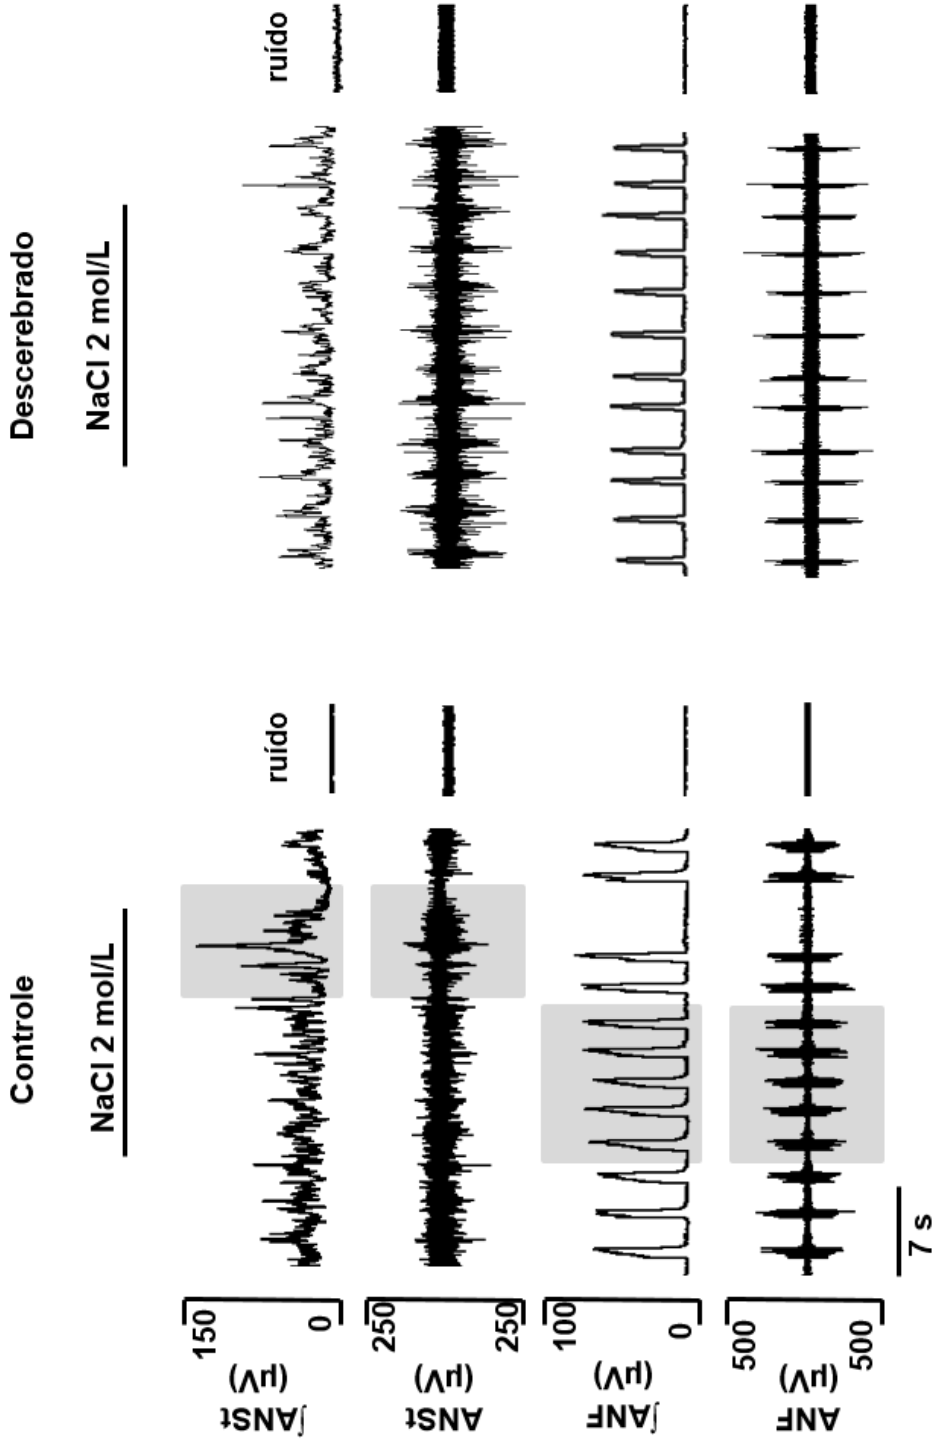 Controle
Descerebrado
NaCl 2 mol/L
NaCl 2 mol/L
ruído
ruído
150
0
∫ANSt
(µV)
250
250
ANSt
(µV)
100
0
∫ANF
(µV)
500
500
ANF
(µV)
7 s